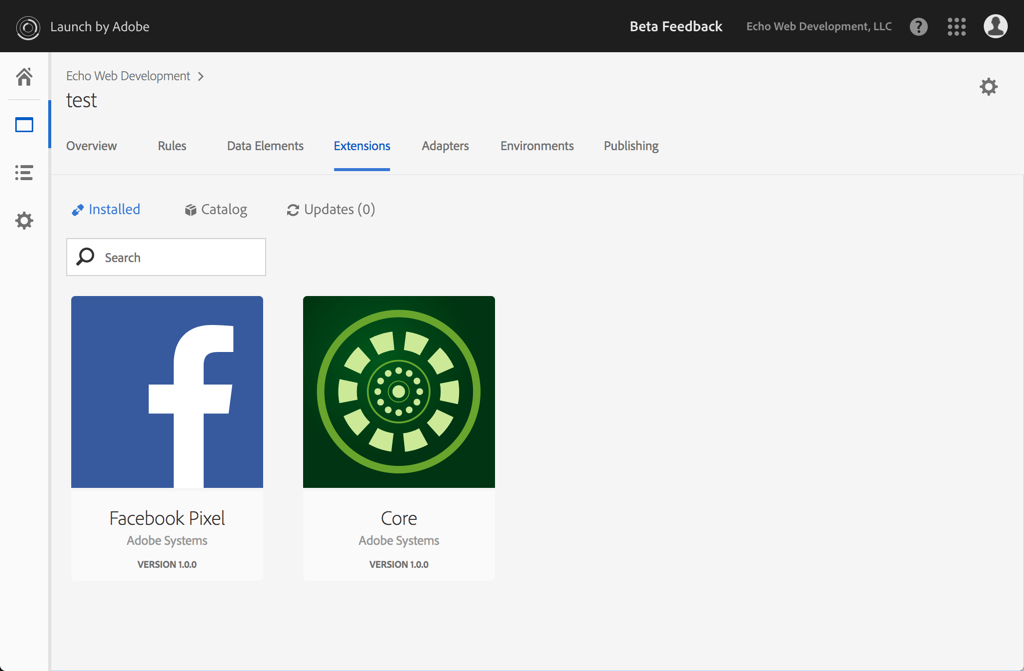 Launch by Adobe
Beta Feedback
Echo Web Development, LLC
Echo Web Development
test
Overview
Rules
Data Elements
Extensions
Adapters
Environments
Publishing
Installed
Catalog
Updates (0)
Search
Facebook Pixel
Adobe Systems
VERSION 1.0.0
Core
Adobe Systems
VERSION 1.0.0